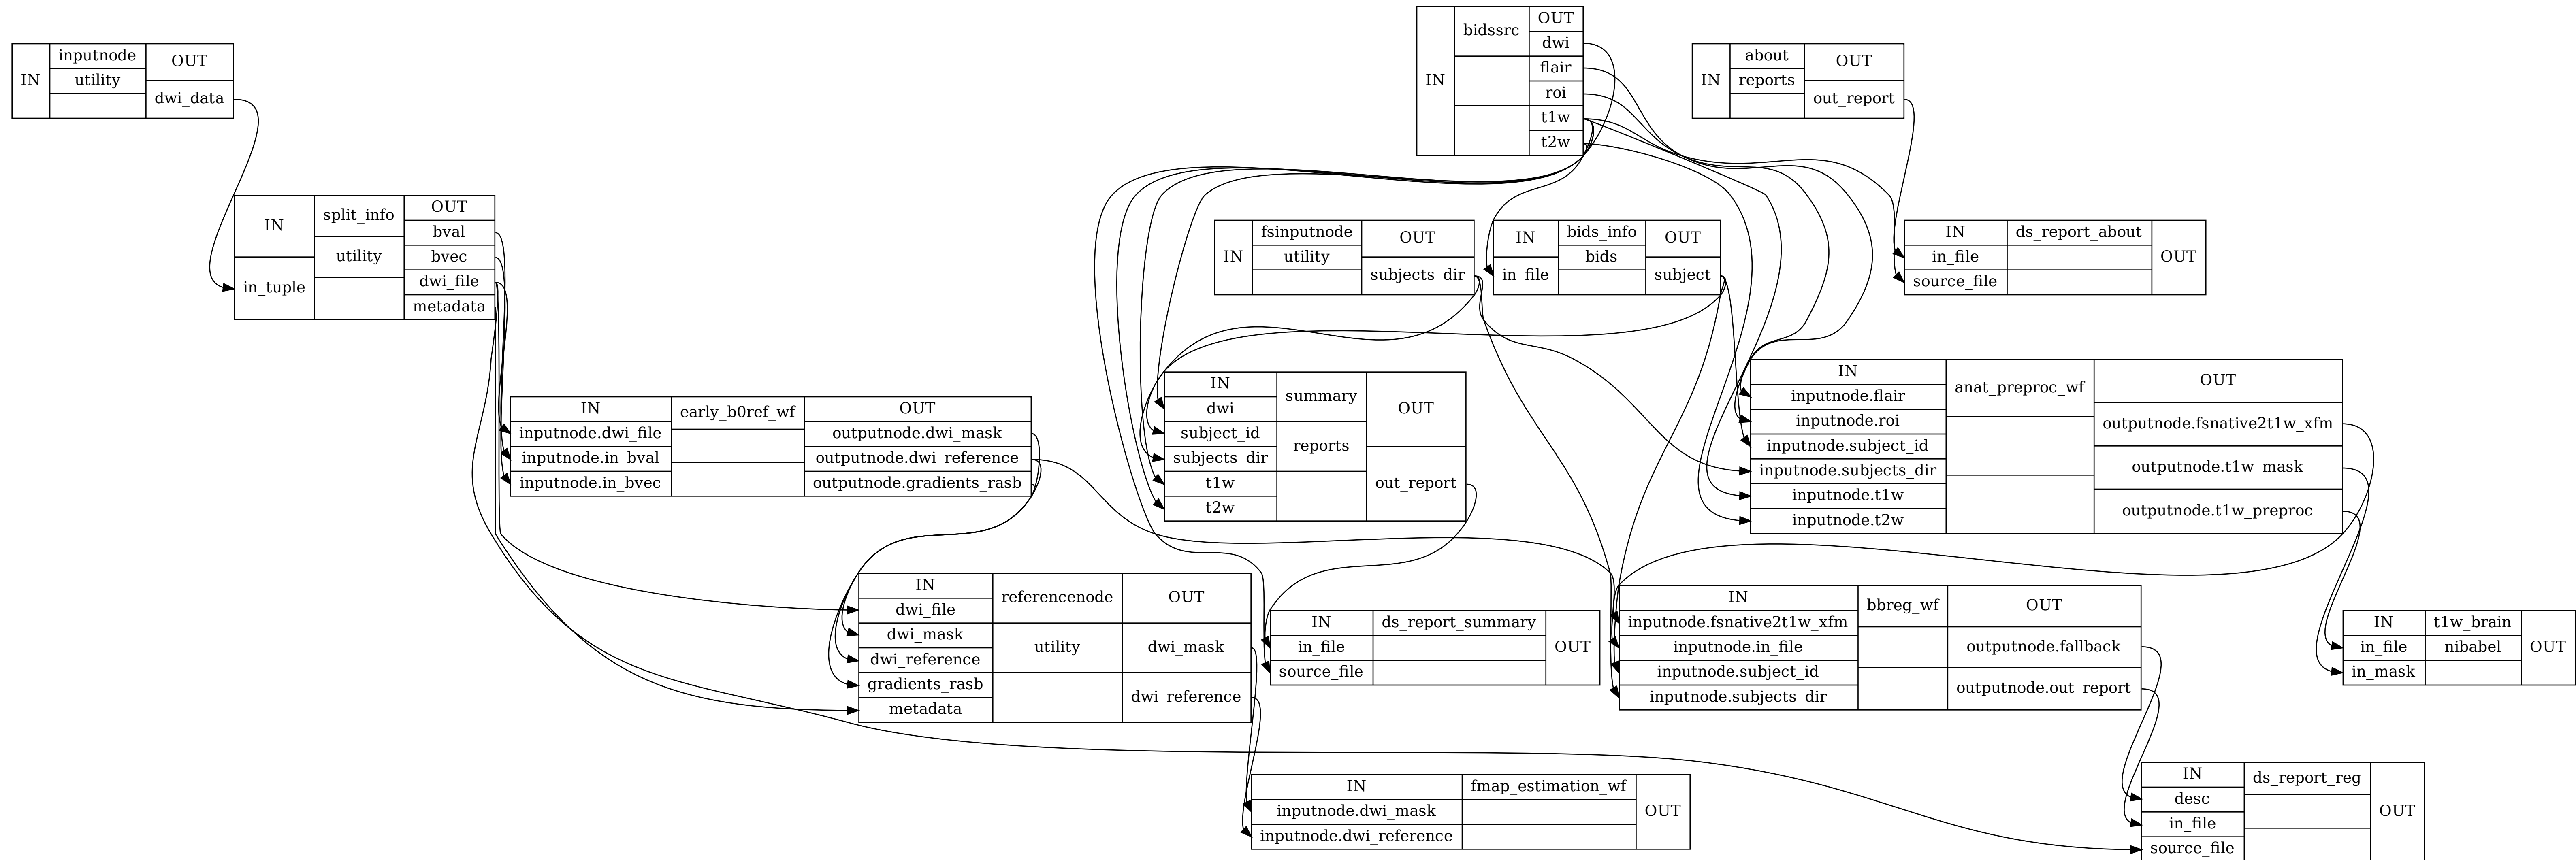 IN
inputnode
utility
OUT
dwi_data
IN
bidssrc
OUT
dwi
flair
roi
t1w
t2w
IN
about
reports
OUT
out_report
IN
in_tuple
split_info
utility
OUT
bval
bvec
dwi_file
metadata
IN
fsinputnode
utility
OUT
subjects_dir
IN
in_file
bids_info
bids
OUT
subject
IN
in_file
source_file
ds_report_about
OUT
IN
inputnode.dwi_file
inputnode.in_bval
inputnode.in_bvec
early_b0ref_wf
OUT
outputnode.dwi_mask
outputnode.dwi_reference
outputnode.gradients_rasb
IN
dwi
subject_id
subjects_dir
t1w
t2w
summary
reports
OUT
out_report
IN
inputnode.flair
inputnode.roi
inputnode.subject_id
inputnode.subjects_dir
inputnode.t1w
inputnode.t2w
anat_preproc_wf
OUT
outputnode.fsnative2t1w_xfm
outputnode.t1w_mask
outputnode.t1w_preproc
IN
dwi_file
dwi_mask
dwi_reference
gradients_rasb
metadata
referencenode
utility
OUT
dwi_mask
dwi_reference
IN
in_file
source_file
ds_report_summary
OUT
IN
inputnode.fsnative2t1w_xfm
inputnode.in_file
inputnode.subject_id
inputnode.subjects_dir
bbreg_wf
OUT
outputnode.fallback
outputnode.out_report
IN
in_file
in_mask
t1w_brain
nibabel
OUT
IN
inputnode.dwi_mask
inputnode.dwi_reference
fmap_estimation_wf
OUT
IN
desc
in_file
source_file
ds_report_reg
OUT